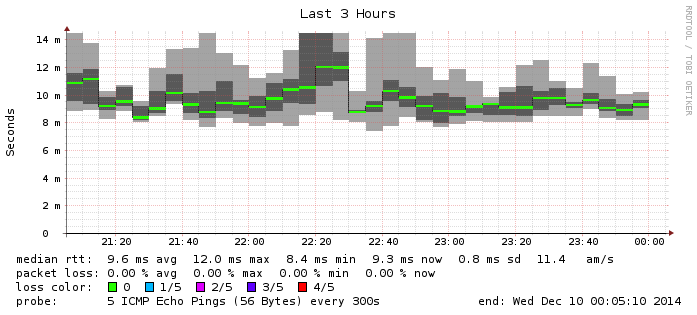 Last 3 Hours
RRDTOOL / TOBI OETIKER
Seconds
14 m
12 m
10 m
8 m
6 m
4 m
2 m
0
21:20 21:40 22:00 22:20 22:40 23:00 23:20 23:40 00:00
median rtt: 9.6 ms avg 12.0 ms max 8.4 ms min 9.3 ms now 0.8 ms sd 11.4 am/s
packet loss: 0.00 % avg 0.00 % max 0.00 % min 0.00 % now
loss color: 0 1/5 2/5 3/5 4/5
probe: 5 ICMP Echo Pings (56 Bytes) every 300s end: Wed Dec 10 00:05:10 2014